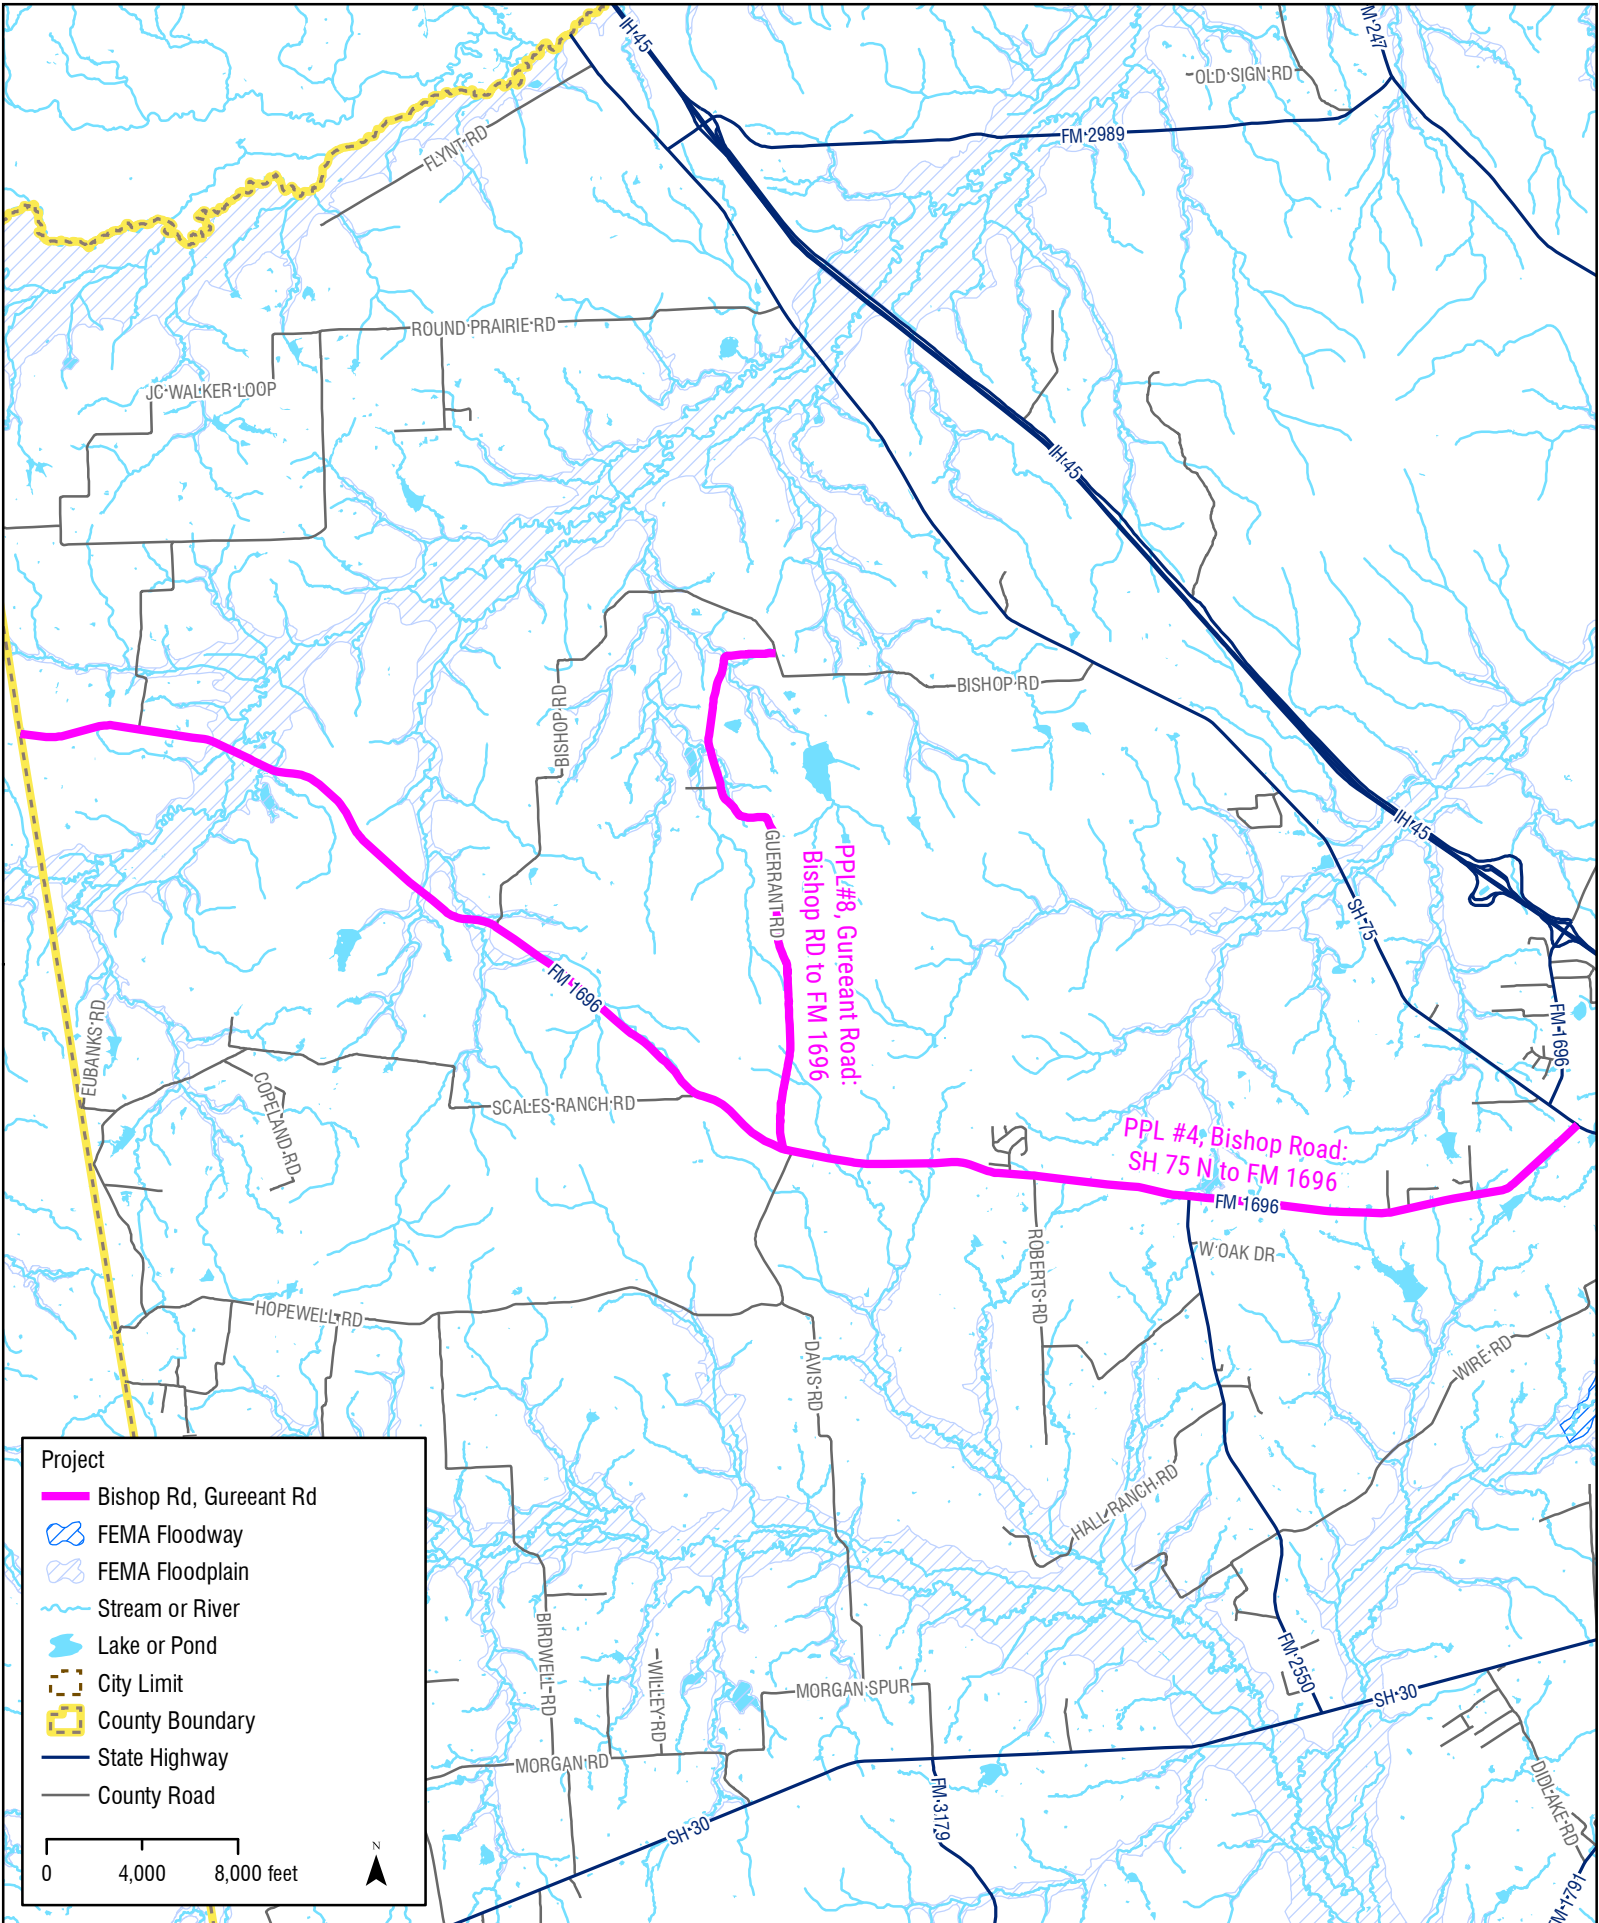 IH 45
M 247
OLD SIGN RD
FM 2989
FLYNT RD
ROUND PRAIRIE RD
JC WALKER LOOP
IH 45
BISHOP RD
BISHOP RD
IH 45
GUERRANT RD
PPL#8, Gureeant Road:
Bishop RD to FM 1696
SH 75
FM 1696
FM 1696
EUBANKS RD
COPELAND RD
SCALES RANCH RD
PPL #4, Bishop Road:
SH 75 N to FM 1696
FM 1696
W OAK DR
ROBERTS RD
HOPEWELL RD
DAVIS RD
WIRE RD
HALL RANCH RD
BIRDWELL RD
WILLEY RD
MORGAN SPUR
FM 2550
SH 30
MORGAN RD
FM 3179
SH 30
DIDLAKE RD
M 1791
Project
Bishop Rd, Gureeant Rd
FEMA Floodway
FEMA Floodplain
Stream or River
Lake or Pond
City Limit
County Boundary
State Highway
County Road
0 4,000 8,000 feet
N